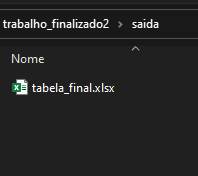 trabalho_finalizado2 > saida
Nome
tabela_final.xlsx